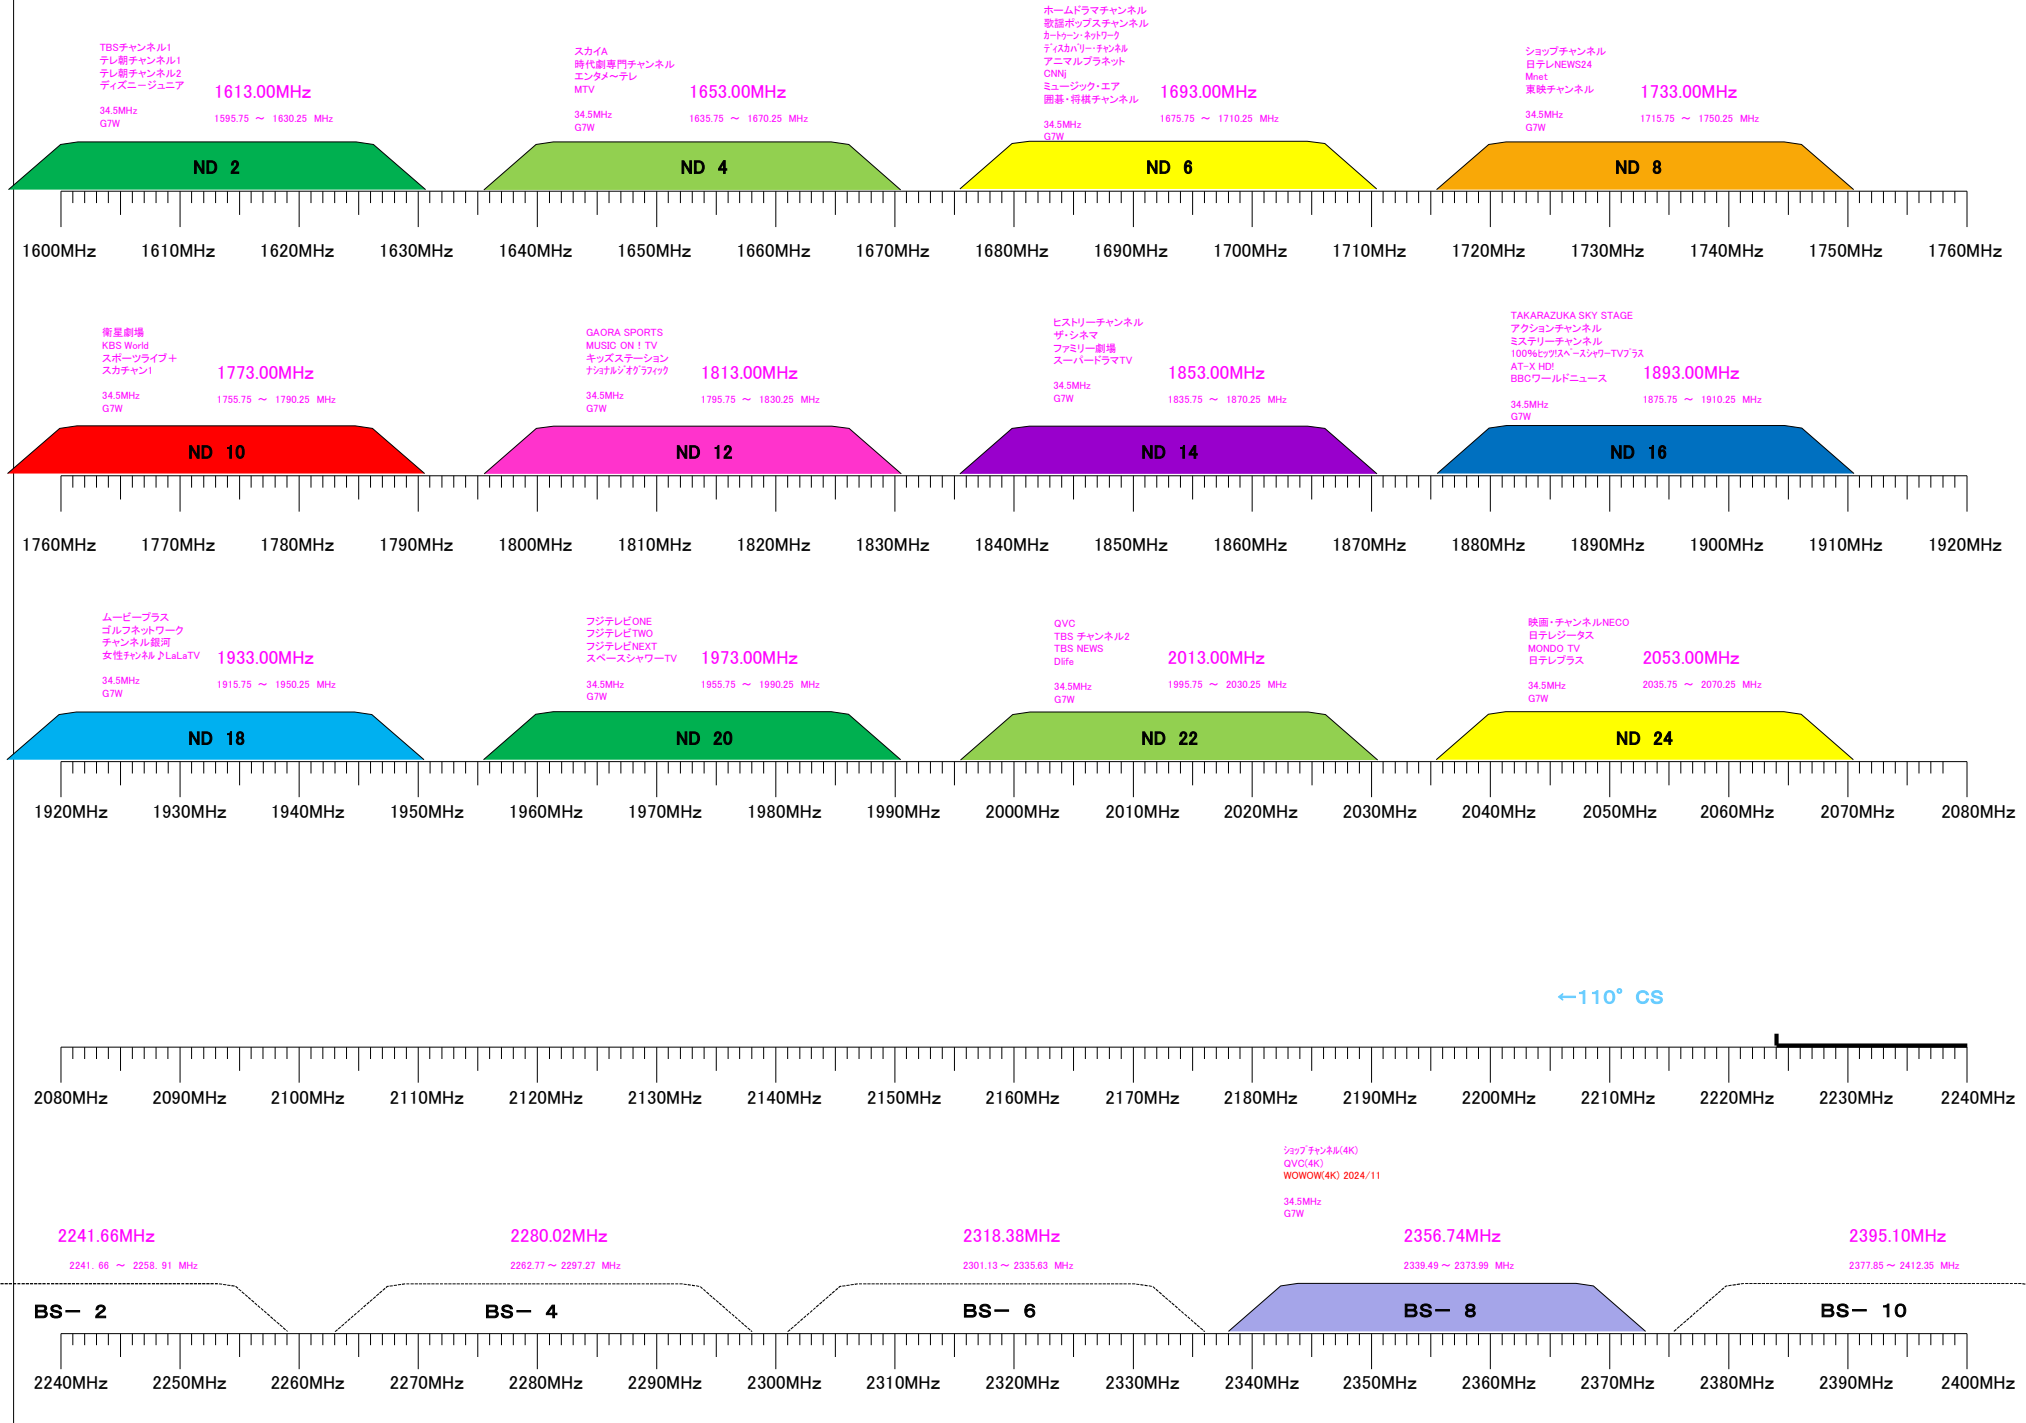 TBSチャンネル1
テレ朝チャンネル1
テレ朝チャンネル2
ディズニージュニア
34.5MHz
G7W
1613.00MHz
1595.75 ～ 1630.25 MHz
ND 2
スカイA
時代劇専門チャンネル
エンタメ～テレ
MTV
34.5MHz
G7W
1653.00MHz
1635.75 ～ 1670.25 MHz
ND 4
ホームドラマチャンネル
歌謡ポップスチャンネル
カートゥーン・ネットワーク
ディスカバリー・チャンネル
アニマルプラネット
CNNj
ミュージック・エア
囲碁・将棋チャンネル
34.5MHz
G7W
1693.00MHz
1675.75 ～ 1710.25 MHz
ND 6
ショップチャンネル
日テレNEWS24
Mnet
東映チャンネル
34.5MHz
G7W
1733.00MHz
1715.75 ～ 1750.25 MHz
ND 8
1600MHz 1610MHz 1620MHz 1630MHz 1640MHz 1650MHz 1660MHz 1670MHz 1680MHz 1690MHz 1700MHz 1710MHz 1720MHz 1730MHz 1740MHz 1750MHz 1760MHz
衛星劇場
KBS World
スポーツライブ＋
スカチャン1
34.5MHz
G7W
1773.00MHz
1755.75 ～ 1790.25 MHz
ND 10
GAORA SPORTS
MUSIC ON ! TV
キッズステーション
ナショナルジオグラフィック
34.5MHz
G7W
1813.00MHz
1795.75 ～ 1830.25 MHz
ND 12
ヒストリーチャンネル
ザ・シネマ
ファミリー劇場
スーパードラマTV
34.5MHz
G7W
1853.00MHz
1835.75 ～ 1870.25 MHz
ND 14
TAKARAZUKA SKY STAGE
アクションチャンネル
ミステリーチャンネル
100%ヒッツ!スペースシャワーTVプラス
AT-X HD!
BBCワールドニュース
34.5MHz
G7W
1893.00MHz
1875.75 ～ 1910.25 MHz
ND 16
1760MHz 1770MHz 1780MHz 1790MHz 1800MHz 1810MHz 1820MHz 1830MHz 1840MHz 1850MHz 1860MHz 1870MHz 1880MHz 1890MHz 1900MHz 1910MHz 1920MHz
ムービープラス
ゴルフネットワーク
チャンネル銀河
女性チャンネル♪LaLaTV
34.5MHz
G7W
1933.00MHz
1915.75 ～ 1950.25 MHz
ND 18
フジテレビONE
フジテレビTWO
フジテレビNEXT
スペースシャワーTV
34.5MHz
G7W
1973.00MHz
1955.75 ～ 1990.25 MHz
ND 20
QVC
TBS チャンネル2
TBS NEWS
Dlife
34.5MHz
G7W
2013.00MHz
1995.75 ～ 2030.25 MHz
ND 22
映画・チャンネルNECO
日テレジータス
MONDO TV
日テレプラス
34.5MHz
G7W
2053.00MHz
2035.75 ～ 2070.25 MHz
ND 24
1920MHz 1930MHz 1940MHz 1950MHz 1960MHz 1970MHz 1980MHz 1990MHz 2000MHz 2010MHz 2020MHz 2030MHz 2040MHz 2050MHz 2060MHz 2070MHz 2080MHz
←110° CS
2080MHz 2090MHz 2100MHz 2110MHz 2120MHz 2130MHz 2140MHz 2150MHz 2160MHz 2170MHz 2180MHz 2190MHz 2200MHz 2210MHz 2220MHz 2230MHz 2240MHz
2241.66MHz
2241. 66 ～ 2258. 91 MHz
BS－ 2
2280.02MHz
2262.77～2297.27 MHz
BS－ 4
2318.38MHz
2301.13～2335.63 MHz
BS－ 6
ショップチャンネル(4K)
QVC(4K)
WOWOW(4K) 2024/11
34.5MHz
G7W
2356.74MHz
2339.49～2373.99 MHz
BS－ 8
2395.10MHz
2377.85～2412.35 MHz
BS－ 10
2240MHz 2250MHz 2260MHz 2270MHz 2280MHz 2290MHz 2300MHz 2310MHz 2320MHz 2330MHz 2340MHz 2350MHz 2360MHz 2370MHz 2380MHz 2390MHz 2400MHz